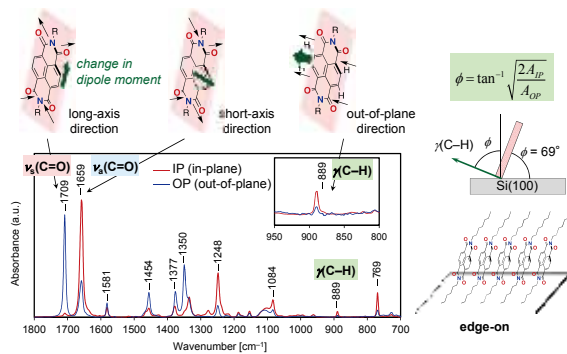 R
O N O
O N O
R
change in
dipole moment
long-axis
direction
R
O N O
O N O
R
short-axis
direction
R
O N O
H
H
H
H
O N O
R
out-of-plane
direction
νs(C=O)
νa(C=O)
1709
1659
1581
1454
1377
1350
1248
1084
889
769
IP (in-plane)
OP (out-of-plane)
889
γ(C–H)
950 900 850 800
γ(C–H)
Absorbance (a.u.)
1800 1700 1600 1500 1400 1300 1200 1100 1000 900 800 700
Wavenumber [cm⁻¹]
ϕ = tan⁻¹ √(2A_IP / A_OP)
γ(C–H)
ϕ
ϕ = 69°
Si(100)
edge-on